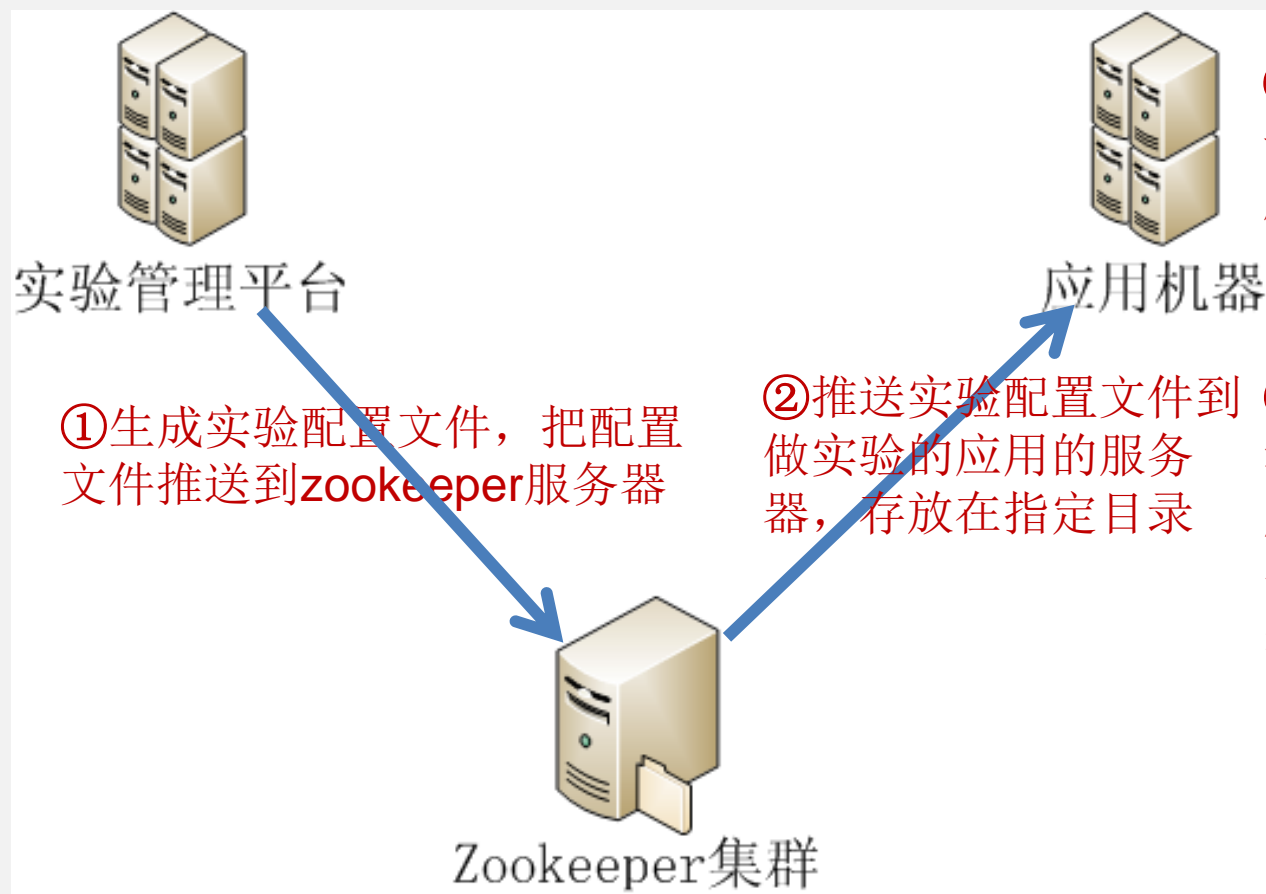 实验管理平台
应用机器
①生成实验配置文件，把配置
文件推送到zookeeper服务器
②推送实验配置文件到
做实验的应用的服务
器，存放在指定目录
Zookeeper集群